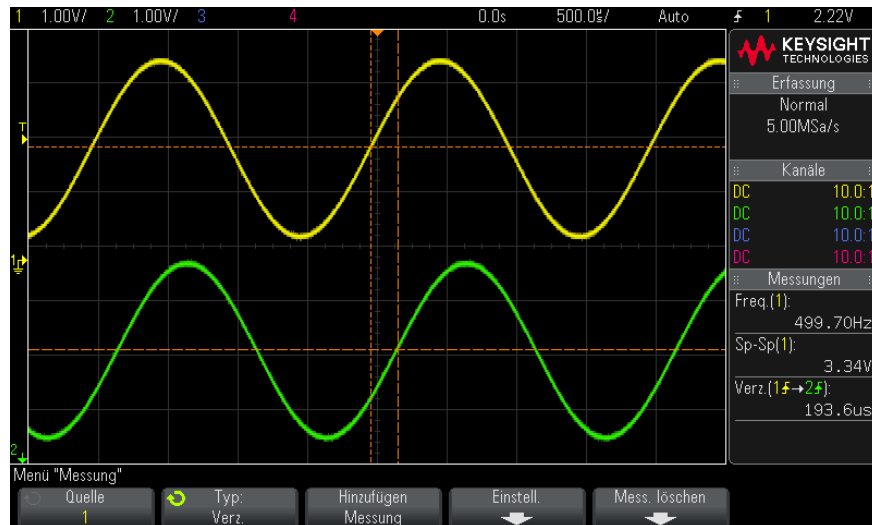 1 1.00V/ 2 1.00V/ 3 4 0.0s 500.0㎲/ Auto 1 2.22V
KEYSIGHT
TECHNOLOGIES
Erfassung
Normal
5.00MSa/s
Kanäle
DC 10.0:1
DC 10.0:1
DC 10.0:1
DC 10.0:1
Messungen
Freq.(1):
499.70Hz
Sp-Sp(1):
3.34V
Verz.(1→2):
193.6us
T
1
2
Menü "Messung"
Quelle
1
Typ:
Verz.
Hinzufügen
Messung
Einstell.
Mess. löschen